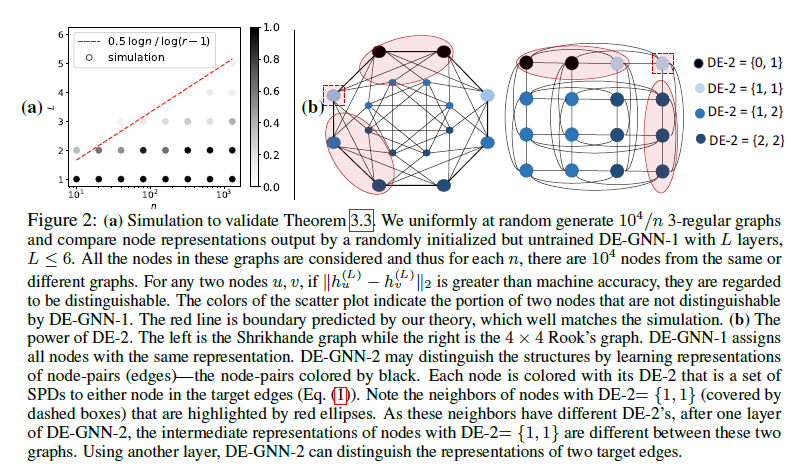 0.5 log n / log(r − 1)
simulation
6
5
4
3
2
1
L
10¹
10²
10³
n
(a)
1.0
0.8
0.6
0.4
0.2
0.0
(b)
DE-2 = {0, 1}
DE-2 = {1, 1}
DE-2 = {1, 2}
DE-2 = {2, 2}
Figure 2: (a) Simulation to validate Theorem 3.3. We uniformly at random generate 10⁴/n 3-regular graphs
and compare node representations output by a randomly initialized but untrained DE-GNN-1 with L layers,
L ≤ 6. All the nodes in these graphs are considered and thus for each n, there are 10⁴ nodes from the same or
different graphs. For any two nodes u, v, if ‖h_u^(L) − h_v^(L)‖₂ is greater than machine accuracy, they are regarded
to be distinguishable. The colors of the scatter plot indicate the portion of two nodes that are not distinguishable
by DE-GNN-1. The red line is boundary predicted by our theory, which well matches the simulation. (b) The
power of DE-2. The left is the Shrikhande graph while the right is the 4 × 4 Rook's graph. DE-GNN-1 assigns
all nodes with the same representation. DE-GNN-2 may distinguish the structures by learning representations
of node-pairs (edges)—the node-pairs colored by black. Each node is colored with its DE-2 that is a set of
SPDs to either node in the target edges (Eq. (1)). Note the neighbors of nodes with DE-2= {1, 1} (covered by
dashed boxes) that are highlighted by red ellipses. As these neighbors have different DE-2's, after one layer
of DE-GNN-2, the intermediate representations of nodes with DE-2= {1, 1} are different between these two
graphs. Using another layer, DE-GNN-2 can distinguish the representations of two target edges.